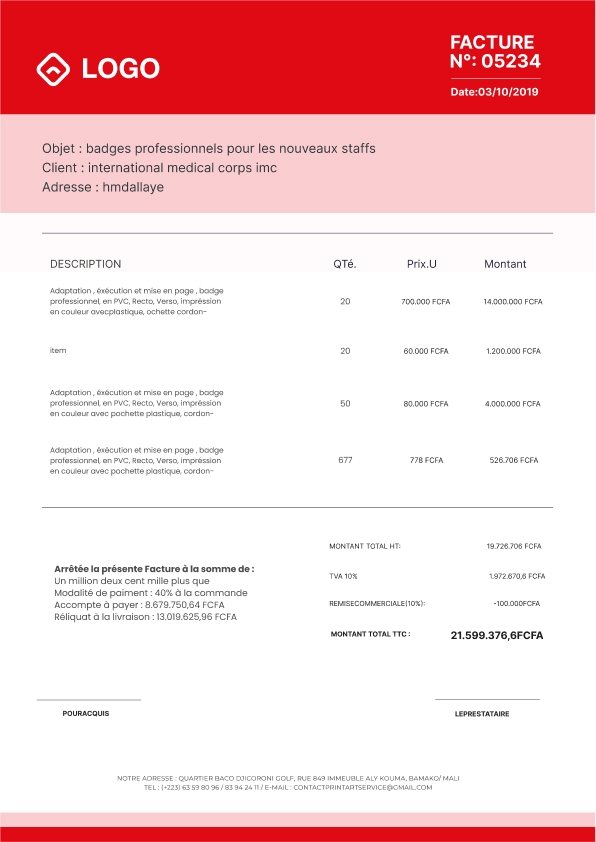 LOGO
FACTURE
N°: 05234
Date:03/10/2019
Objet : badges professionnels pour les nouveaux staffs
Client : international medical corps imc
Adresse : hmdallaye
DESCRIPTION QTé. Prix.U Montant
Adaptation , éxécution et mise en page , badge
professionnel, en PVC, Recto, Verso, impréssion
en couleur avecplastique, ochette cordon-
20 700.000 FCFA 14.000.000 FCFA
item 20 60.000 FCFA 1.200.000 FCFA
Adaptation , éxécution et mise en page , badge
professionnel, en PVC, Recto, Verso, impréssion
en couleur avec pochette plastique, cordon-
50 80.000 FCFA 4.000.000 FCFA
Adaptation , éxécution et mise en page , badge
professionnel, en PVC, Recto, Verso, impréssion
en couleur avec pochette plastique, cordon-
677 778 FCFA 526.706 FCFA
MONTANT TOTAL HT: 19.726.706 FCFA
TVA 10% 1.972.670,6 FCFA
REMISECOMMERCIALE(10%): -100.000FCFA
MONTANT TOTAL TTC : 21.599.376,6FCFA
Arrêtée la présente Facture à la somme de :
Un million deux cent mille plus que
Modalité de paiment : 40% à la commande
Accompte à payer : 8.679.750,64 FCFA
Réliquat à la livraison : 13.019.625,96 FCFA
POURACQUIS
LEPRESTATAIRE
NOTRE ADRESSE : QUARTIER BACO DJICORONI GOLF, RUE 849 IMMEUBLE ALY KOUMA, BAMAKO/ MALI
TEL : (+223) 63 59 80 96 / 83 94 24 11 / E-MAIL : CONTACTPRINTARTSERVICE@GMAIL.COM